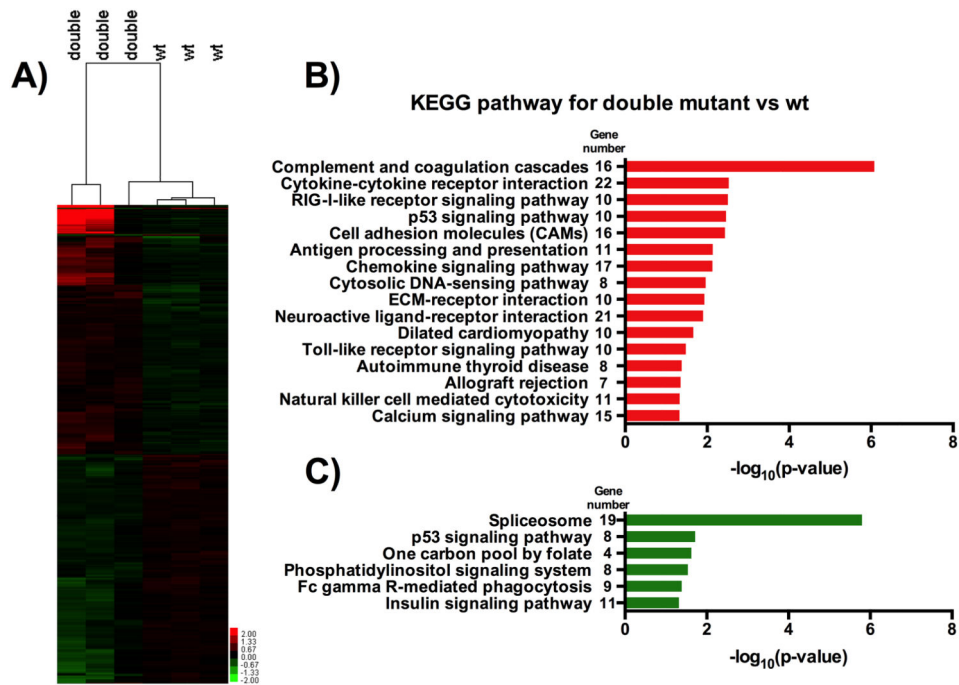 A)
double
double
double
wt
wt
wt
2.00
1.33
0.67
0.00
-0.67
-1.33
-2.00
B)
KEGG pathway for double mutant vs wt
Gene
number
Complement and coagulation cascades 16
Cytokine-cytokine receptor interaction 22
RIG-I-like receptor signaling pathway 10
p53 signaling pathway 10
Cell adhesion molecules (CAMs) 16
Antigen processing and presentation 11
Chemokine signaling pathway 17
Cytosolic DNA-sensing pathway 8
ECM-receptor interaction 10
Neuroactive ligand-receptor interaction 21
Dilated cardiomyopathy 10
Toll-like receptor signaling pathway 10
Autoimmune thyroid disease 8
Allograft rejection 7
Natural killer cell mediated cytotoxicity 11
Calcium signaling pathway 15
0 2 4 6 8
-log10(p-value)
C)
Gene
number
Spliceosome 19
p53 signaling pathway 8
One carbon pool by folate 4
Phosphatidylinositol signaling system 8
Fc gamma R-mediated phagocytosis 9
Insulin signaling pathway 11
0 2 4 6 8
-log10(p-value)